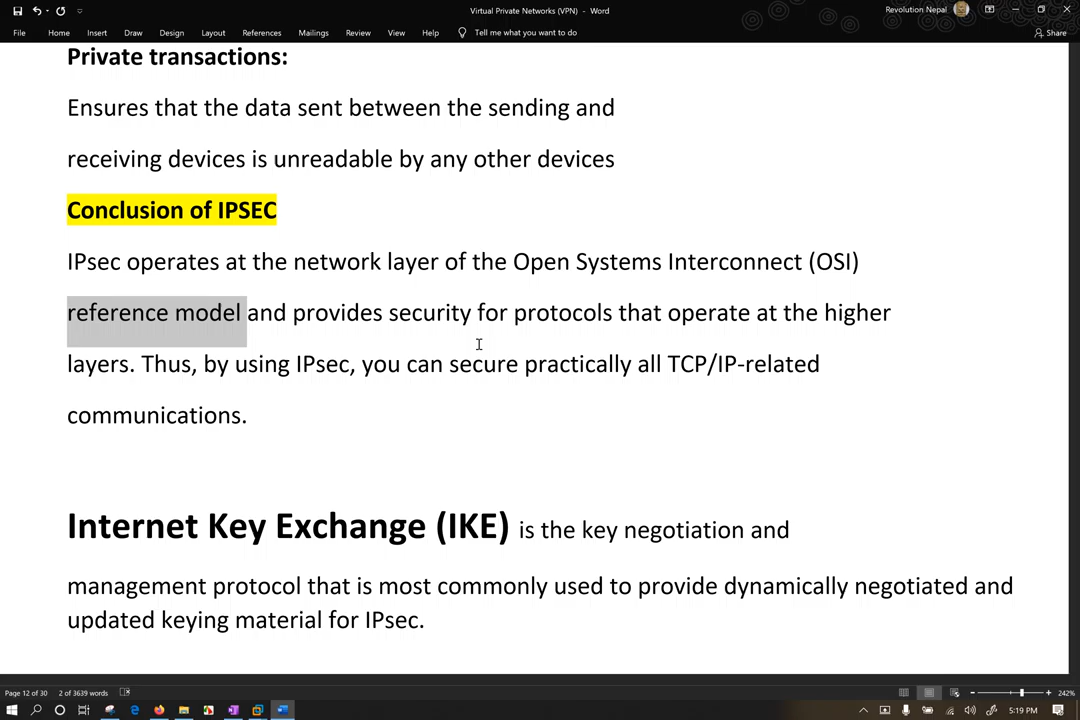 Virtual Private Networks (VPN) - Word
Revolution Nepal
File Home Insert Draw Design Layout References Mailings Review View Help Tell me what you want to do Share
Private transactions:
Ensures that the data sent between the sending and
receiving devices is unreadable by any other devices
Conclusion of IPSEC
IPsec operates at the network layer of the Open Systems Interconnect (OSI)
reference model and provides security for protocols that operate at the higher
layers. Thus, by using IPsec, you can secure practically all TCP/IP-related
communications.
Internet Key Exchange (IKE) is the key negotiation and
management protocol that is most commonly used to provide dynamically negotiated and
updated keying material for IPsec.
Page 12 of 30 2 of 3639 words 242%
5:19 PM